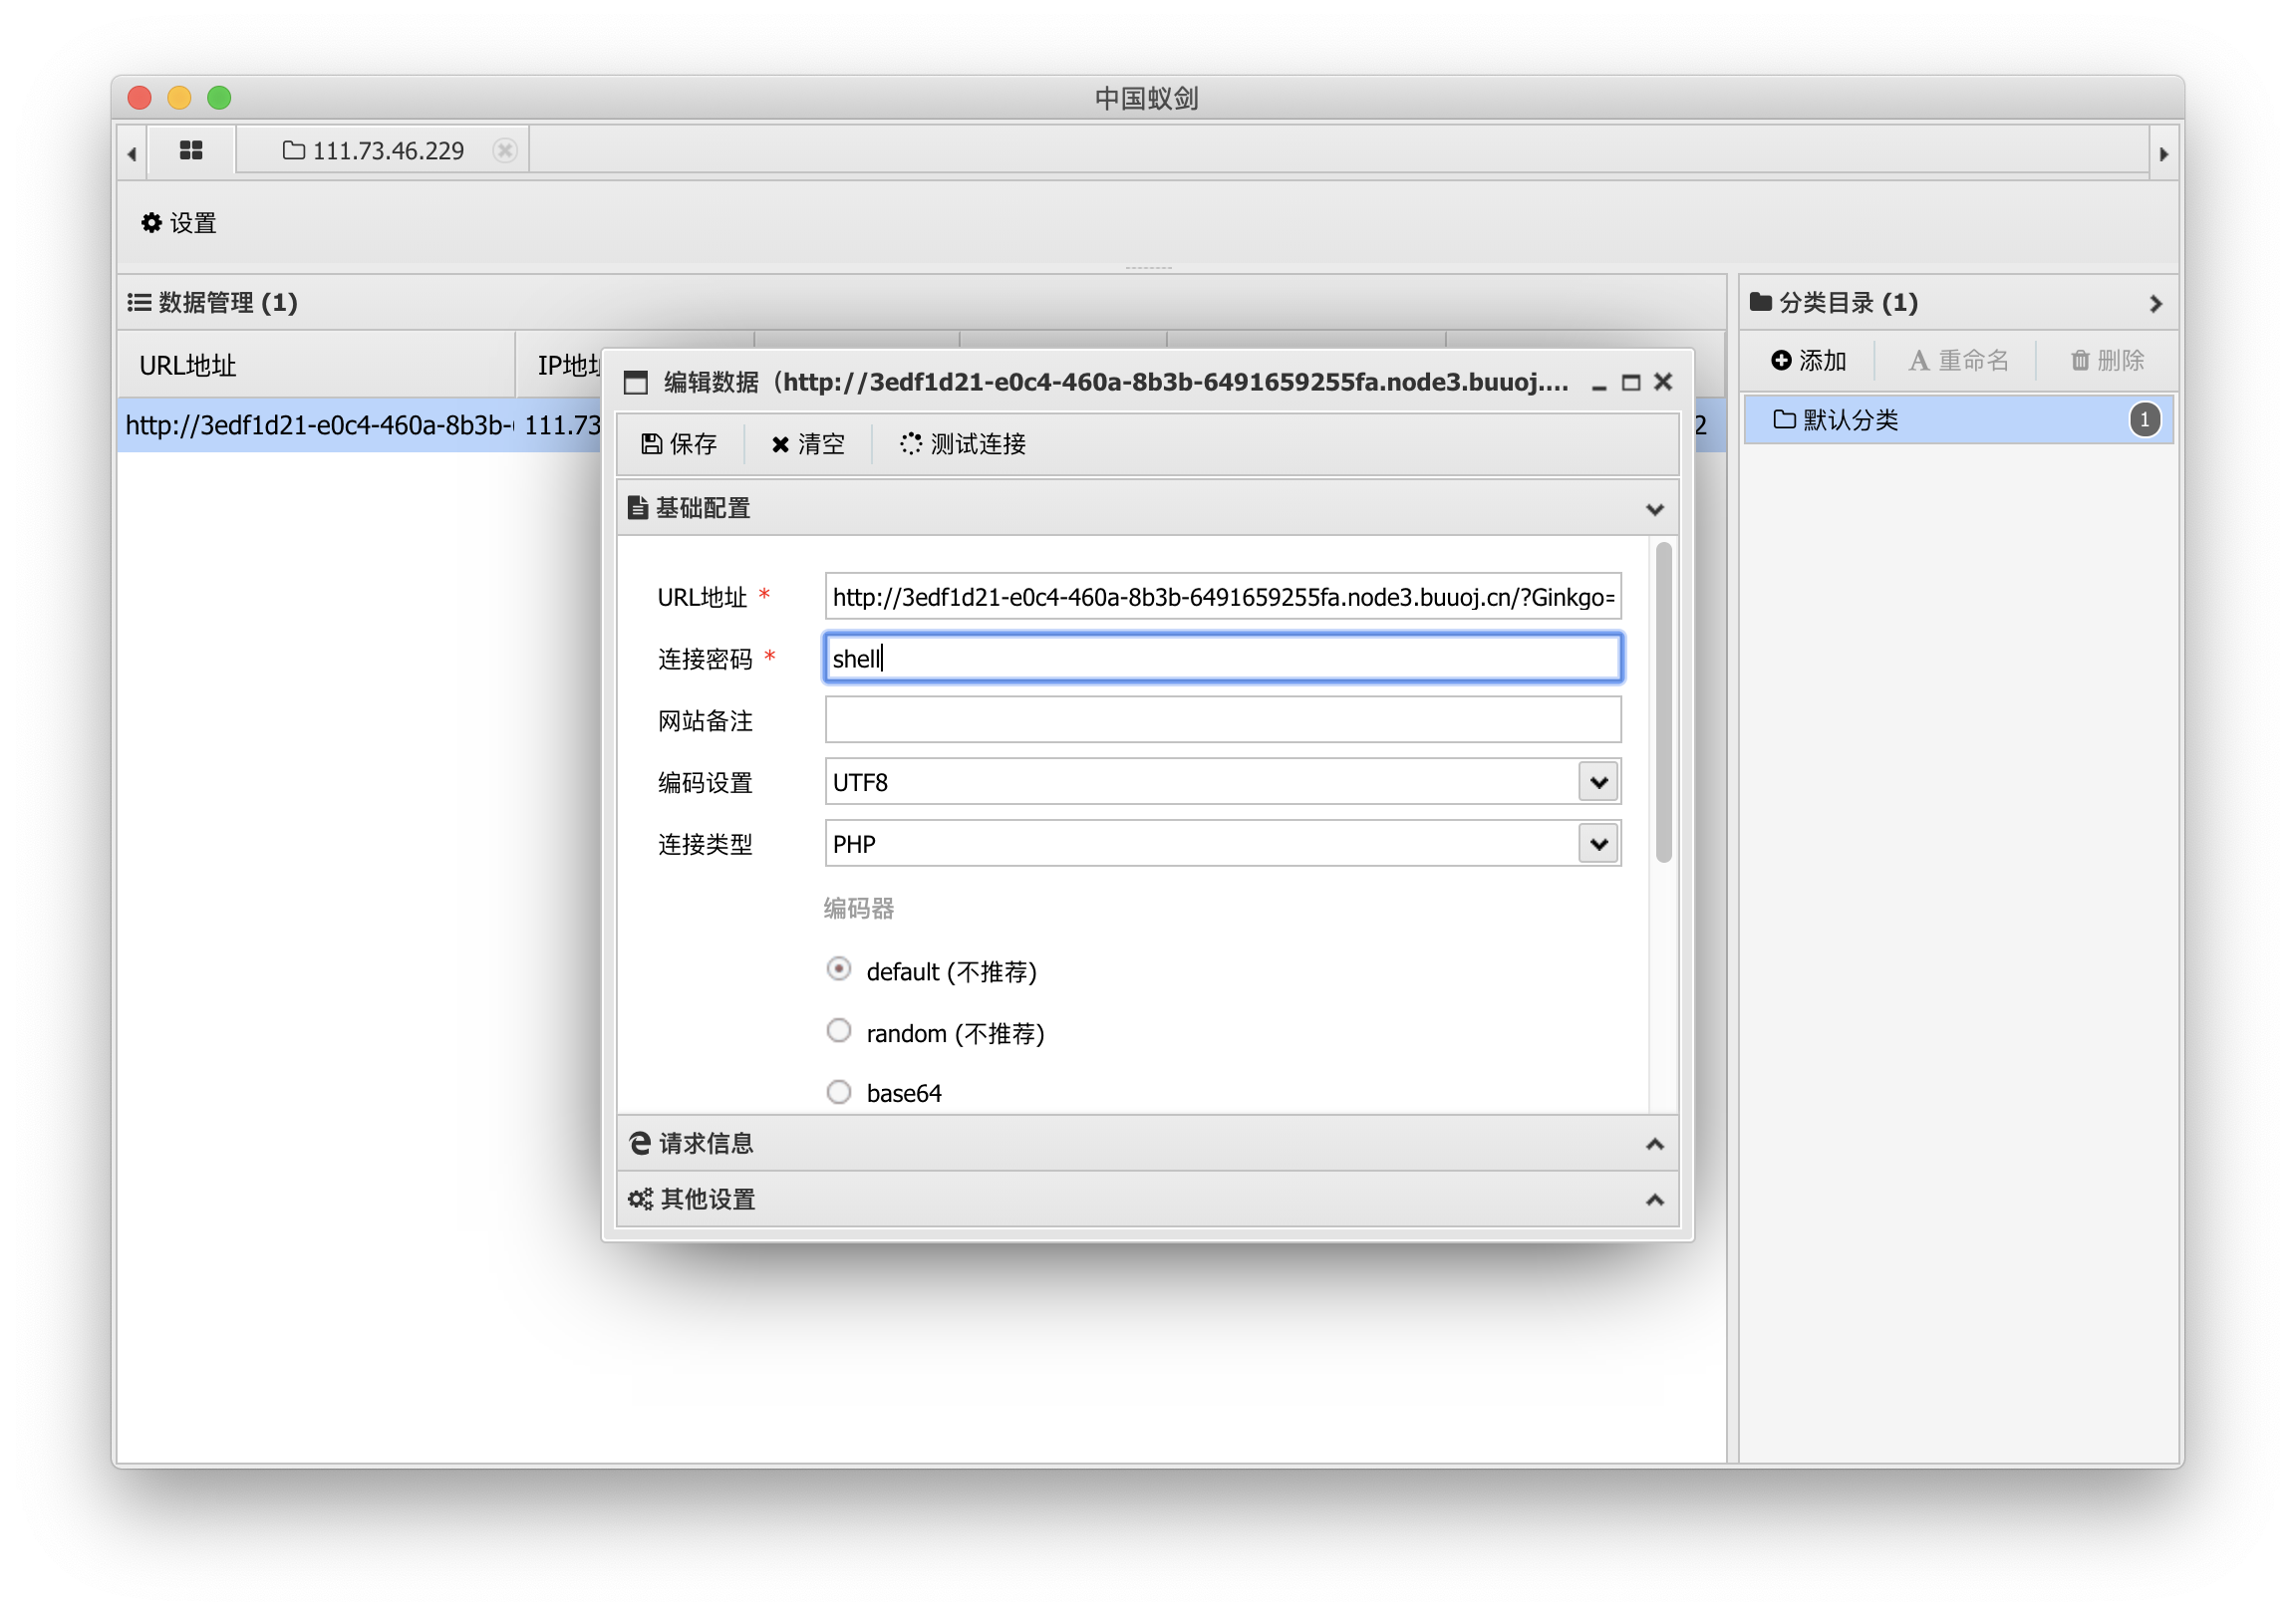 中国蚁剑
111.73.46.229
设置
数据管理 (1)
分类目录 (1)
URL地址
IP地址
添加
重命名
删除
http://3edf1d21-e0c4-460a-8b3b-
111.73
2
默认分类
1
编辑数据（http://3edf1d21-e0c4-460a-8b3b-6491659255fa.node3.buuoj....
保存
清空
测试连接
基础配置
URL地址 *
http://3edf1d21-e0c4-460a-8b3b-6491659255fa.node3.buuoj.cn/?Ginkgo=
连接密码 *
shell
网站备注
编码设置
UTF8
连接类型
PHP
编码器
default (不推荐)
random (不推荐)
base64
请求信息
其他设置